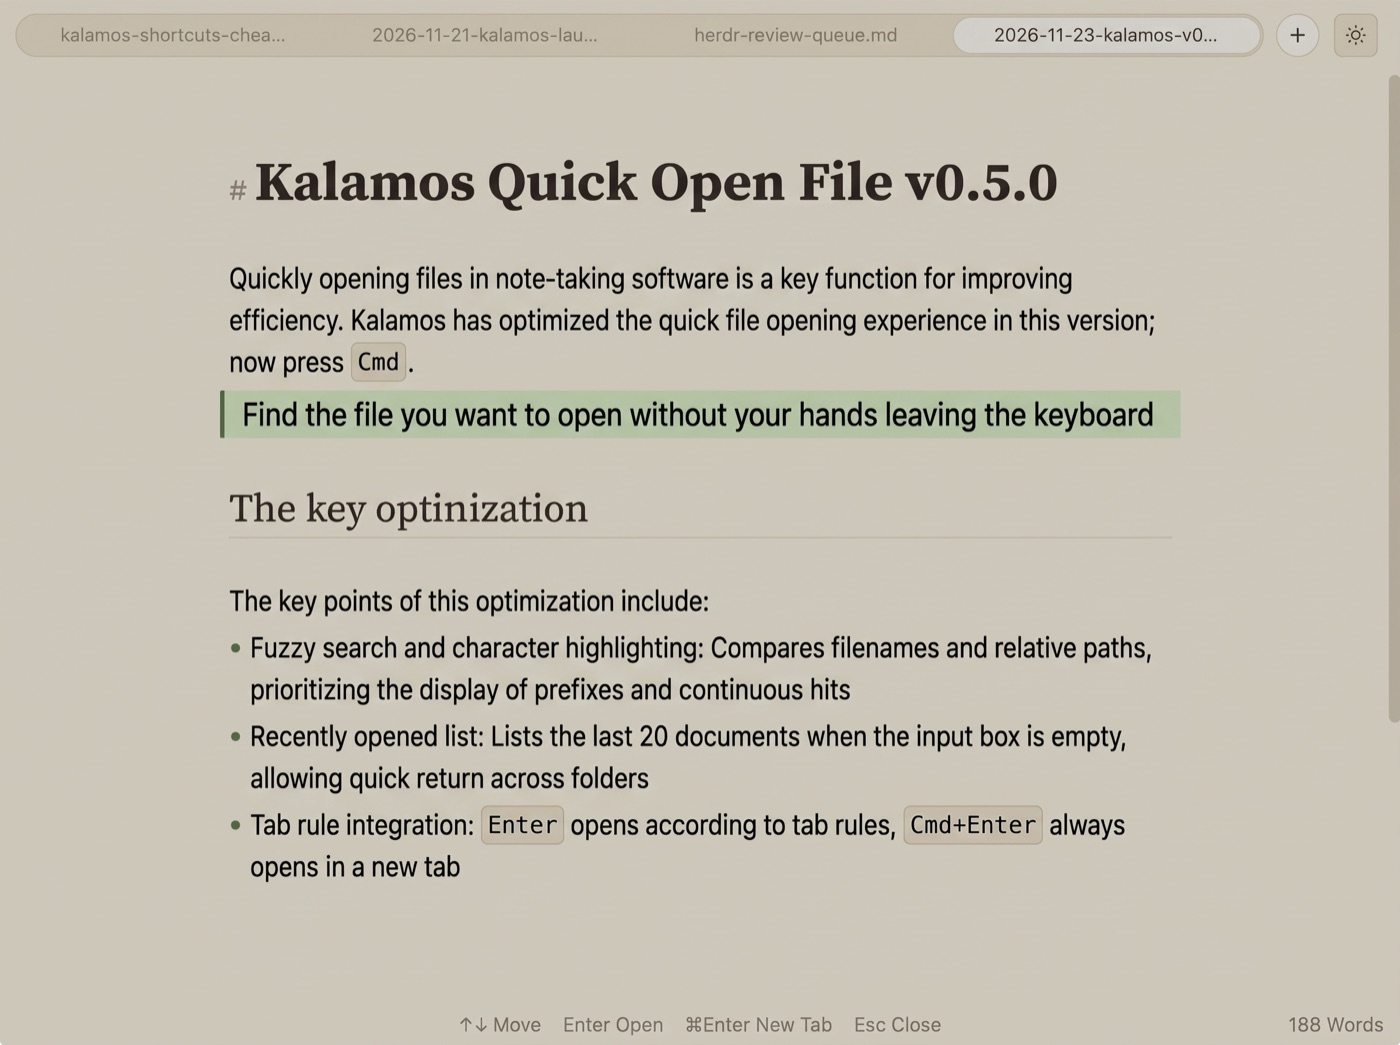 kalamos-shortcuts-chea...
2026-11-21-kalamos-lau...
herdr-review-queue.md
2026-11-23-kalamos-v0...
+
# Kalamos Quick Open File v0.5.0
Quickly opening files in note-taking software is a key function for improving
efficiency. Kalamos has optimized the quick file opening experience in this version;
now press Cmd.
Find the file you want to open without your hands leaving the keyboard
The key optinization
The key points of this optimization include:
• Fuzzy search and character highlighting: Compares filenames and relative paths,
prioritizing the display of prefixes and continuous hits
• Recently opened list: Lists the last 20 documents when the input box is empty,
allowing quick return across folders
• Tab rule integration: Enter opens according to tab rules, Cmd+Enter always
opens in a new tab
↑↓ Move Enter Open ⌘Enter New Tab Esc Close
188 Words